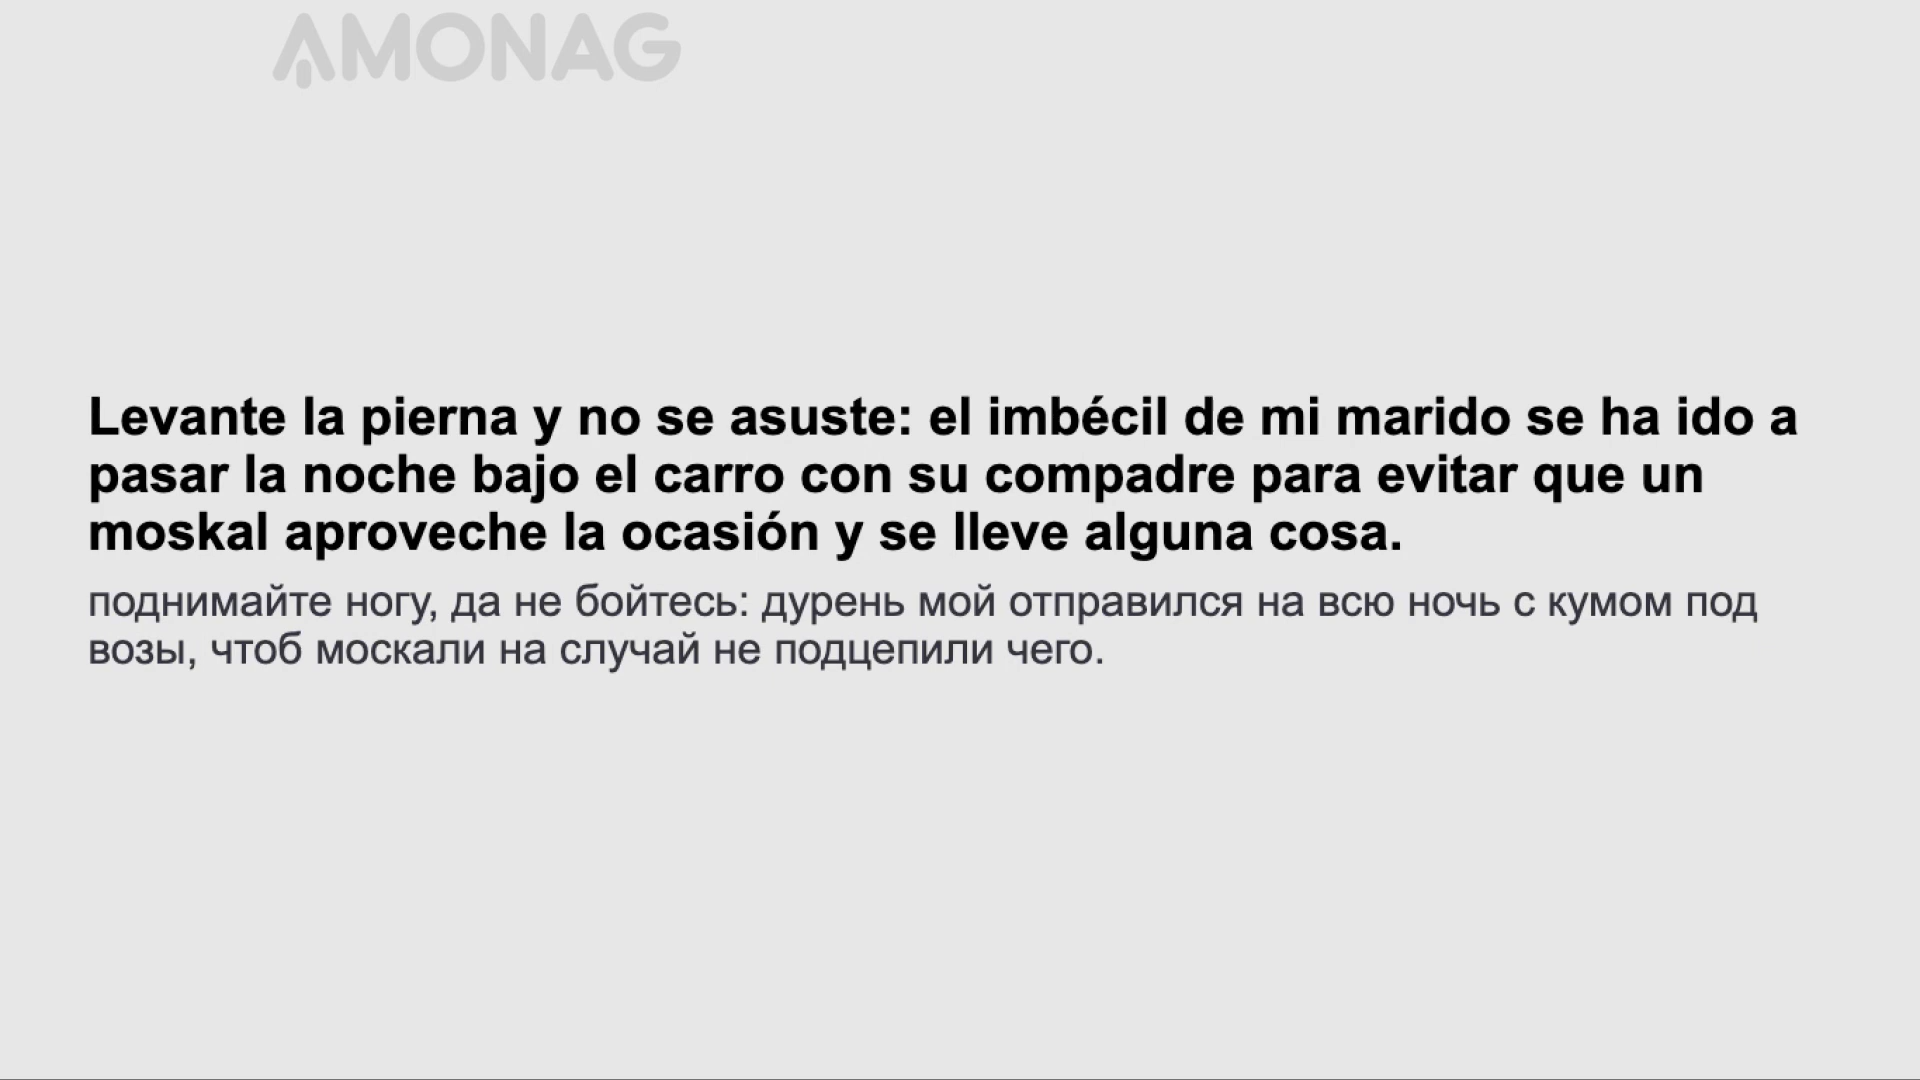 AMONAG
Levante la pierna y no se asuste: el imbécil de mi marido se ha ido a
pasar la noche bajo el carro con su compadre para evitar que un
moskal aproveche la ocasión y se lleve alguna cosa.
поднимайте ногу, да не бойтесь: дурень мой отправился на всю ночь с кумом под
возы, чтоб москали на случай не подцепили чего.